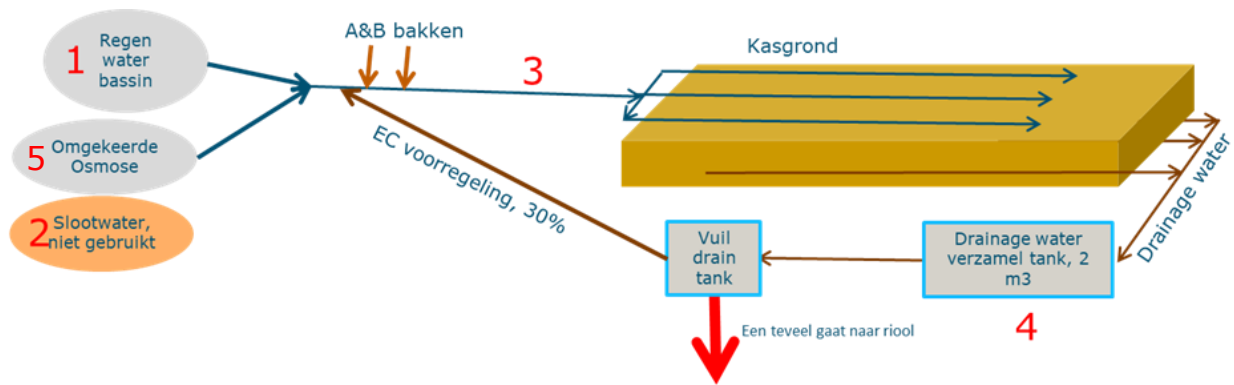 1
Regen
water
bassin
A&B bakken
3
Kasgrond
5
Omgekeerde
Osmose
2
Slootwater,
niet gebruikt
EC voorregeling, 30%
Drainage water
Vuil
drain
tank
Drainage water
verzamel tank, 2
m3
4
Een teveel gaat naar riool